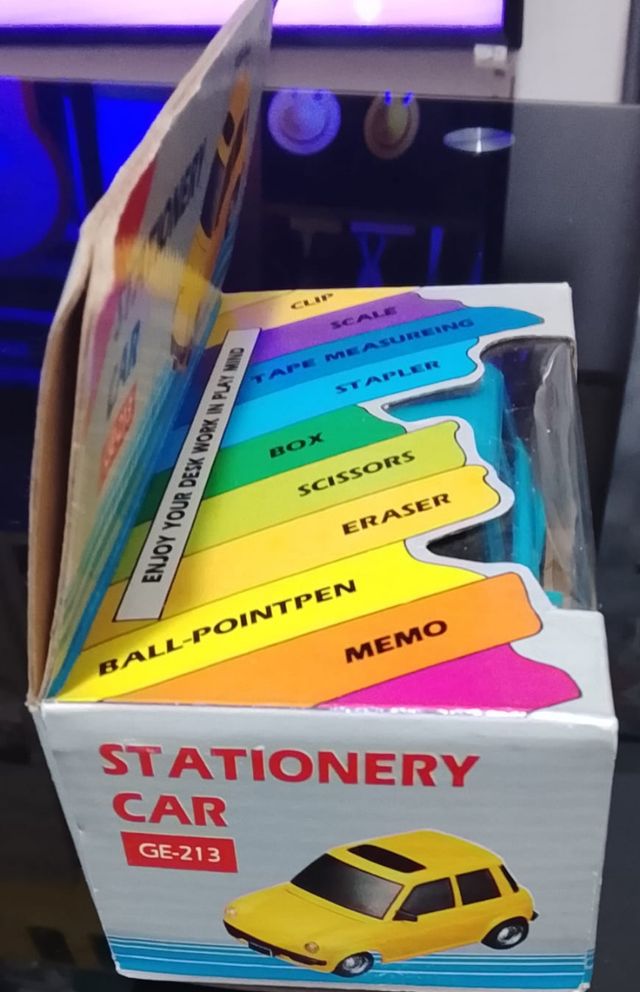 CLIP
SCALE
TAPE MEASUREING
STAPLER
BOX
SCISSORS
ERASER
BALL-POINTPEN
MEMO
ENJOY YOUR DESK WORK IN PLAY MIND
STATIONERY
CAR
GE-213